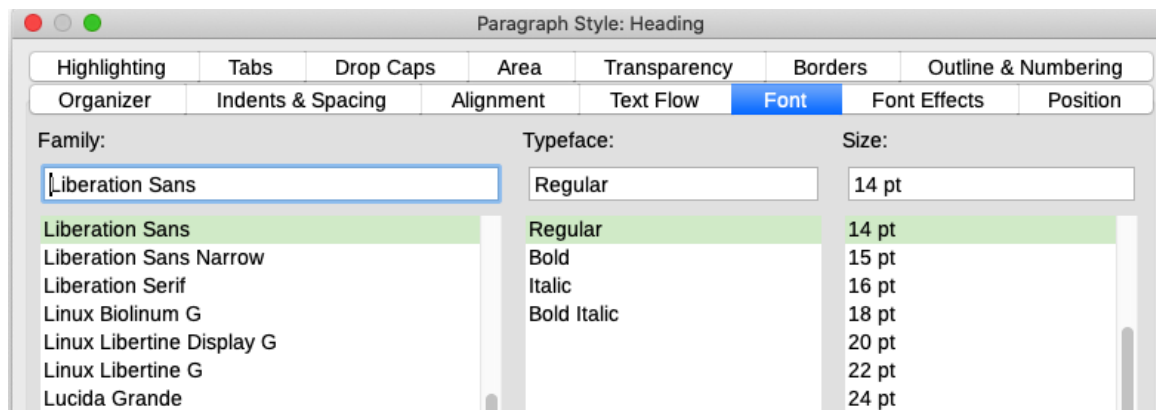 Paragraph Style: Heading
Highlighting Tabs Drop Caps Area Transparency Borders Outline & Numbering
Organizer Indents & Spacing Alignment Text Flow Font Font Effects Position
Family: Typeface: Size:
Liberation Sans Regular 14 pt
Liberation Sans Regular 14 pt
Liberation Sans Narrow Bold 15 pt
Liberation Serif Italic 16 pt
Linux Biolinum G Bold Italic 18 pt
Linux Libertine Display G 20 pt
Linux Libertine G 22 pt
Lucida Grande 24 pt